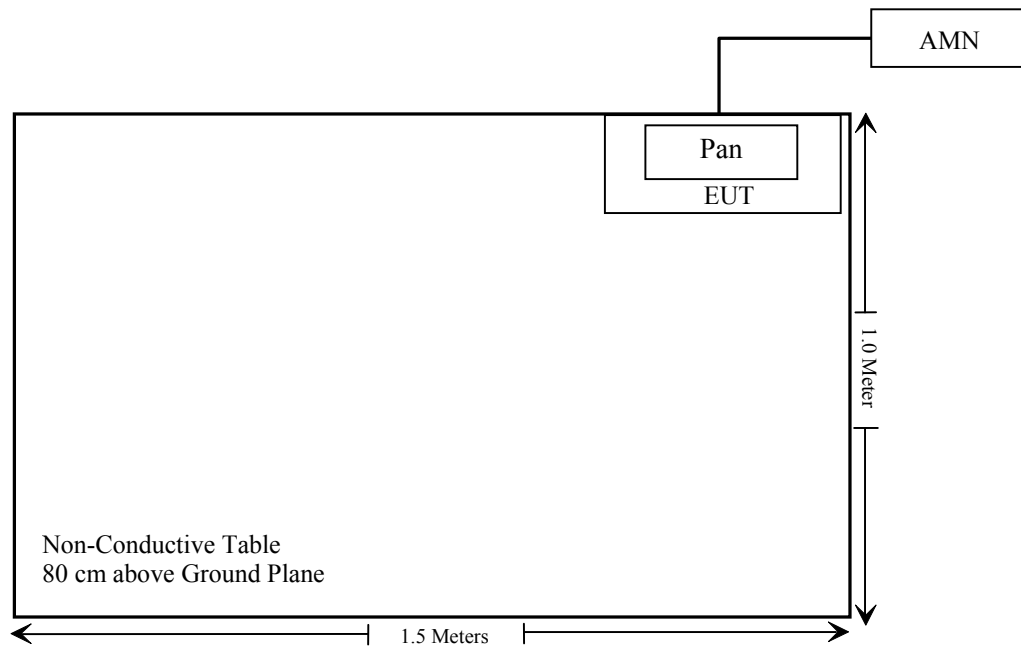 AMN
Pan
EUT
1.0 Meter
Non-Conductive Table
80 cm above Ground Plane
1.5 Meters